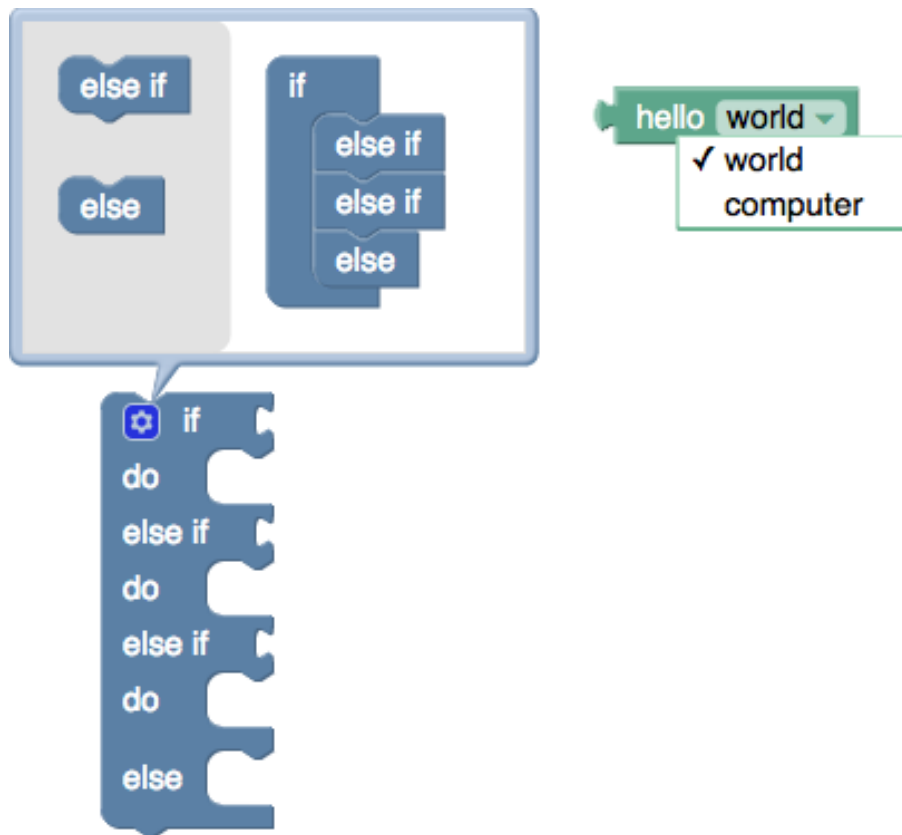 else if
else
if
else if
else if
else
hello world
✓ world
computer
if
do
else if
do
else if
do
else